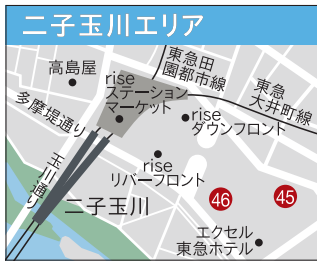 二子玉川エリア
高島屋
rise
ステーション
マーケット
東急田
園都市線
東急
大井町線
rise
ダウンフロント
多摩堤通り
玉川通り
rise
リバーフロント
二子玉川
46
45
エクセル
東急ホテル